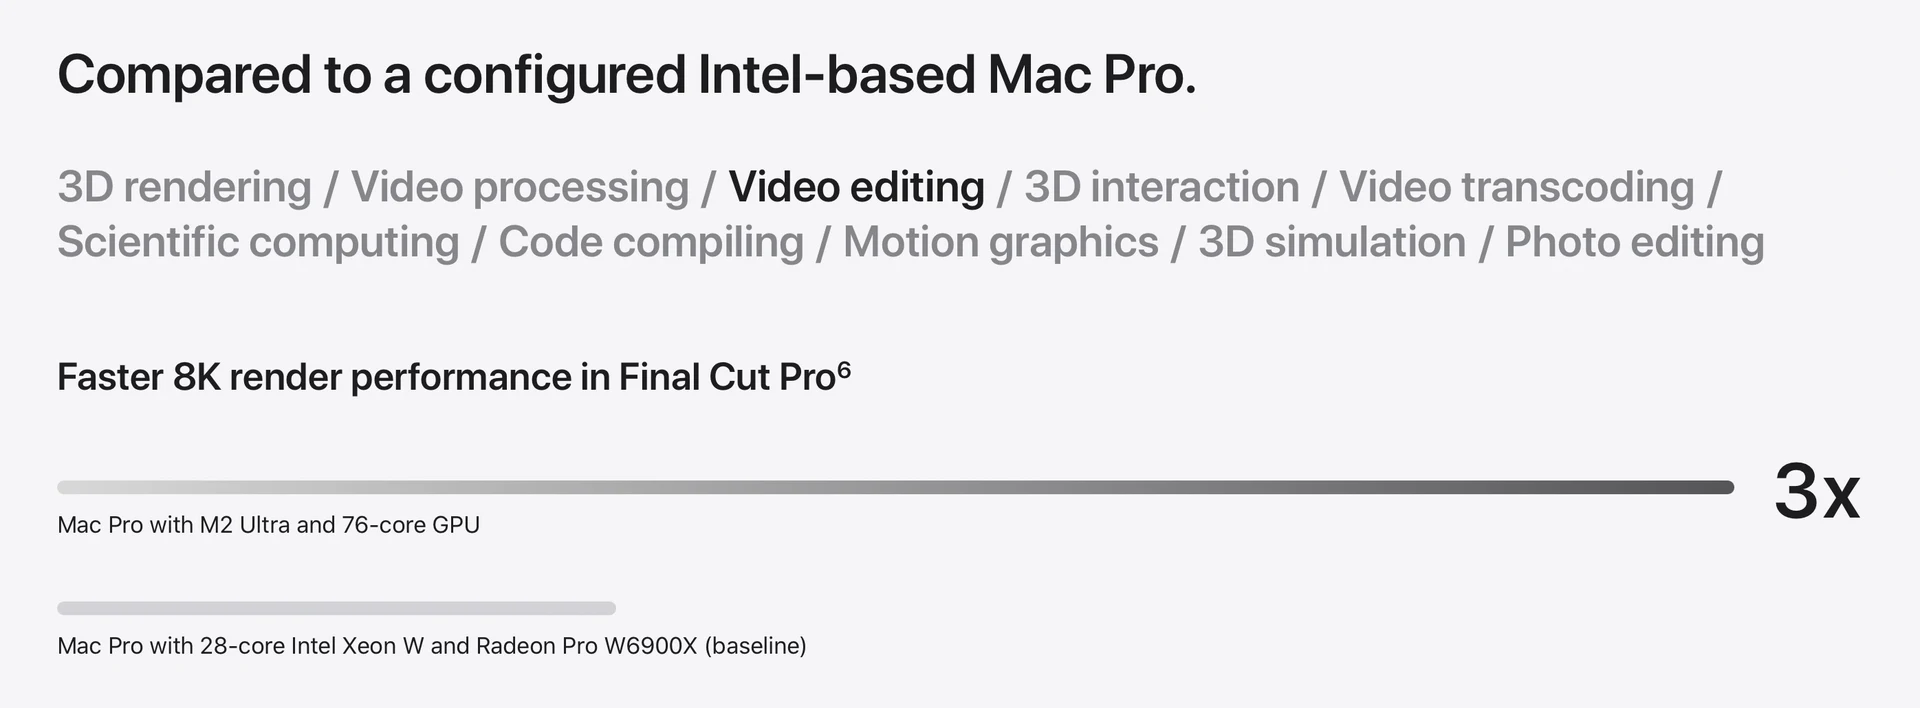 Compared to a configured Intel-based Mac Pro.
3D rendering / Video processing / Video editing / 3D interaction / Video transcoding /
Scientific computing / Code compiling / Motion graphics / 3D simulation / Photo editing
Faster 8K render performance in Final Cut Pro⁶
3x
Mac Pro with M2 Ultra and 76-core GPU
Mac Pro with 28-core Intel Xeon W and Radeon Pro W6900X (baseline)